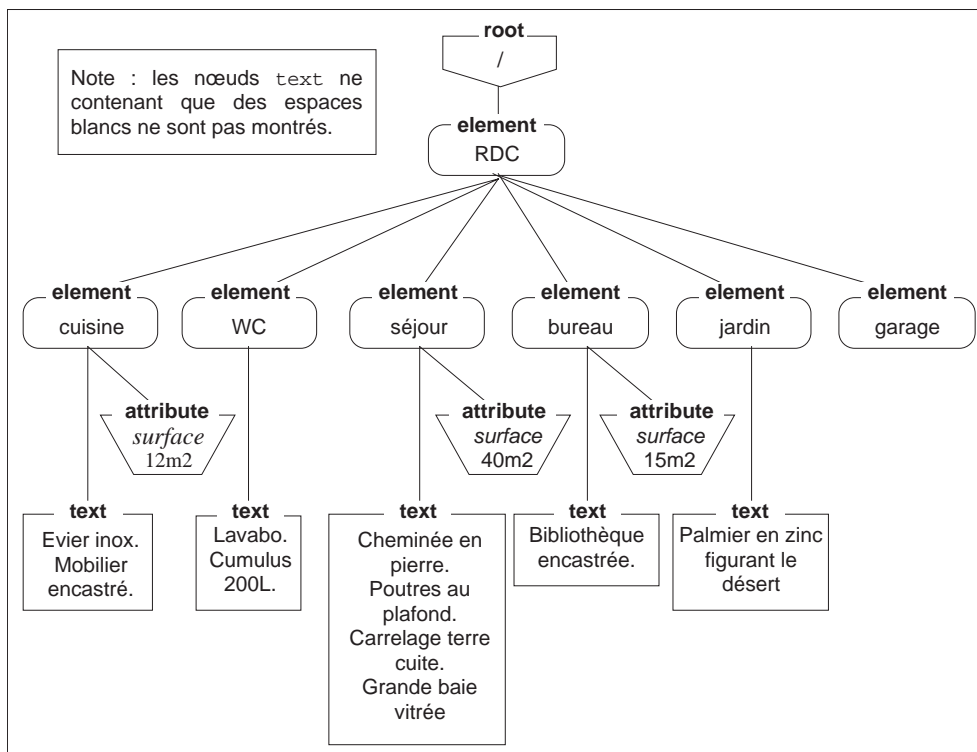 root
/
Note : les nœuds text ne
contenant que des espaces
blancs ne sont pas montrés.
element
RDC
element
cuisine
element
WC
element
séjour
element
bureau
element
jardin
element
garage
attribute
surface
12m2
attribute
surface
40m2
attribute
surface
15m2
text
Evier inox.
Mobilier
encastré.
text
Lavabo.
Cumulus
200L.
text
Cheminée en
pierre.
Poutres au
plafond.
Carrelage terre
cuite.
Grande baie
vitrée
text
Bibliothèque
encastrée.
text
Palmier en zinc
figurant le
désert